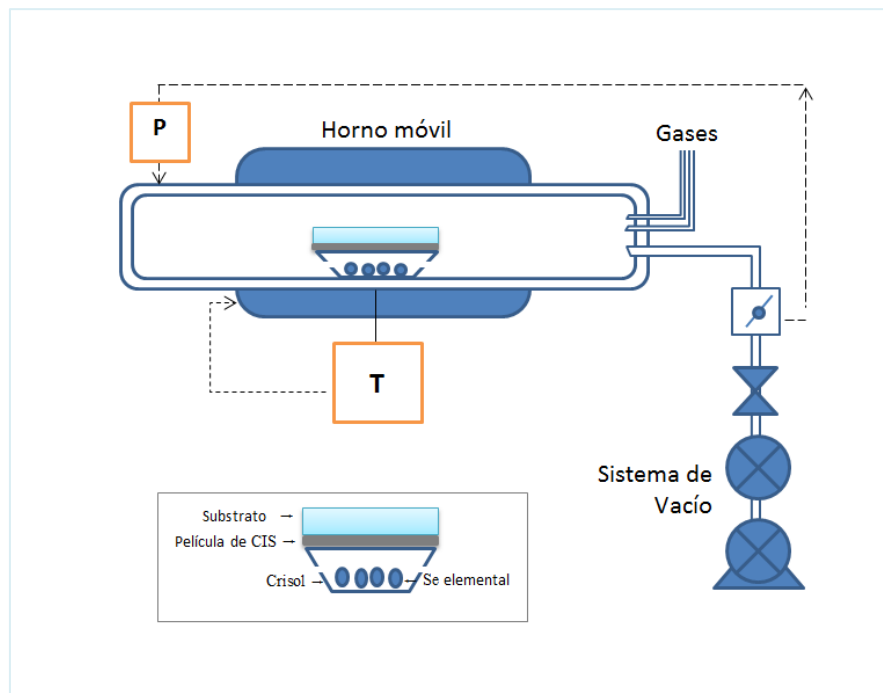 P
Horno móvil
Gases
T
Sistema de
Vacío
Substrato →
Película de CIS →
Crisol →
← Se elemental